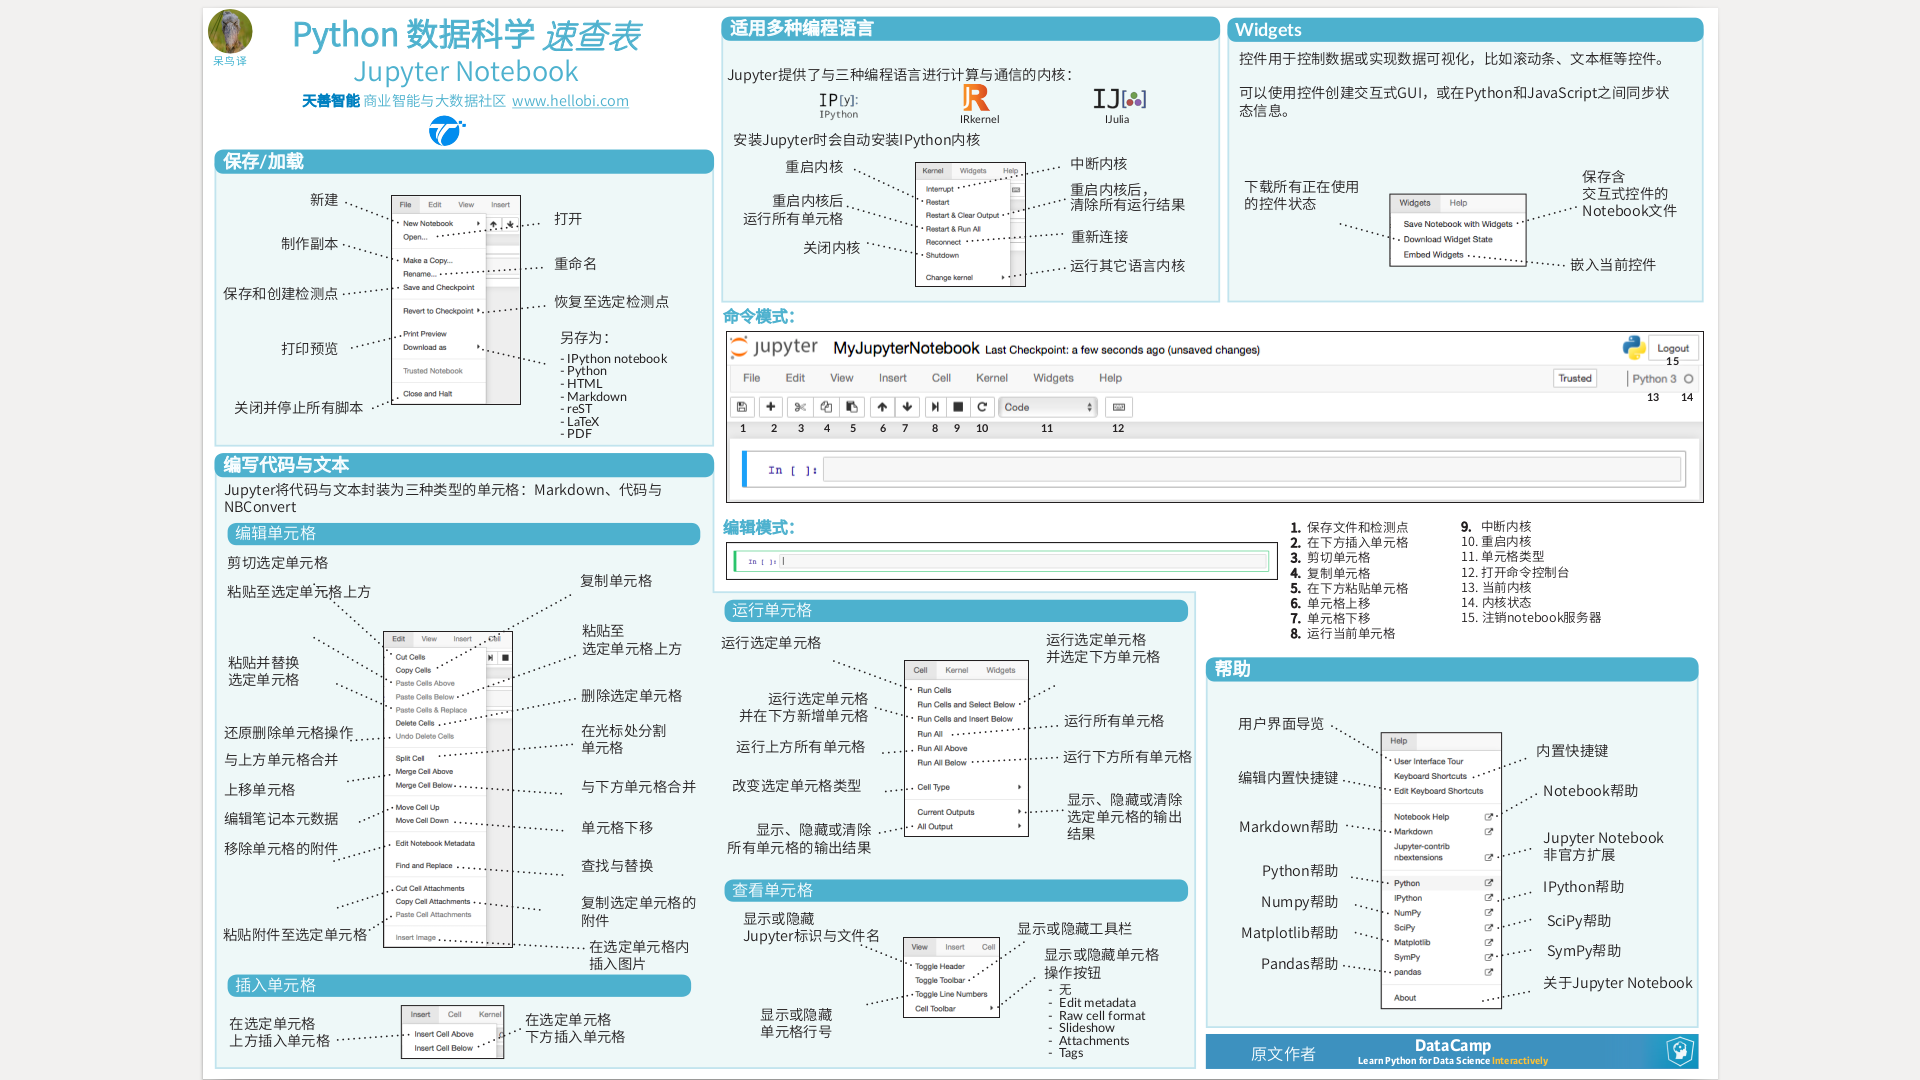 呆鸟译
Python 数据科学 速查表
Jupyter Notebook
天善智能 商业智能与大数据社区 www.hellobi.com
保存/加载
新建
制作副本
保存和创建检测点
打印预览
关闭并停止所有脚本
File Edit View Insert
New Notebook
Open...
Make a Copy...
Rename...
Save and Checkpoint
Revert to Checkpoint
Print Preview
Download as
Trusted Notebook
Close and Halt
打开
重命名
恢复至选定检测点
另存为：
- IPython notebook
- Python
- HTML
- Markdown
- reST
- LaTeX
- PDF
编写代码与文本
Jupyter将代码与文本封装为三种类型的单元格：Markdown、代码与
NBConvert
编辑单元格
剪切选定单元格
粘贴至选定单元格上方
粘贴并替换
选定单元格
还原删除单元格操作
与上方单元格合并
上移单元格
编辑笔记本元数据
移除单元格的附件
粘贴附件至选定单元格
Edit View Insert Cell
Cut Cells
Copy Cells
Paste Cells Above
Paste Cells Below
Paste Cells & Replace
Delete Cells
Undo Delete Cells
Split Cell
Merge Cell Above
Merge Cell Below
Move Cell Up
Move Cell Down
Edit Notebook Metadata
Find and Replace
Cut Cell Attachments
Copy Cell Attachments
Paste Cell Attachments
Insert Image
复制单元格
粘贴至
选定单元格上方
删除选定单元格
在光标处分割
单元格
与下方单元格合并
单元格下移
查找与替换
复制选定单元格的
附件
在选定单元格内
插入图片
插入单元格
在选定单元格
上方插入单元格
Insert Cell Kernel
Insert Cell Above
Insert Cell Below
在选定单元格
下方插入单元格
适用多种编程语言
Jupyter提供了与三种编程语言进行计算与通信的内核：
IP[y]:
IPython
R
IRkernel
IJ
IJulia
安装Jupyter时会自动安装IPython内核
重启内核
重启内核后
运行所有单元格
关闭内核
Kernel Widgets Help
Interrupt
Restart
Restart & Clear Output
Restart & Run All
Reconnect
Shutdown
Change kernel
中断内核
重启内核后，
清除所有运行结果
重新连接
运行其它语言内核
Widgets
控件用于控制数据或实现数据可视化，比如滚动条、文本框等控件。
可以使用控件创建交互式GUI，或在Python和JavaScript之间同步状
态信息。
下载所有正在使用
的控件状态
Widgets Help
Save Notebook with Widgets
Download Widget State
Embed Widgets
保存含
交互式控件的
Notebook文件
嵌入当前控件
命令模式：
jupyter MyJupyterNotebook Last Checkpoint: a few seconds ago (unsaved changes) Logout
15
File Edit View Insert Cell Kernel Widgets Help Trusted Python 3
13 14
Code
1 2 3 4 5 6 7 8 9 10 11 12
In [ ]:
编辑模式：
In [ ]:
1. 保存文件和检测点
2. 在下方插入单元格
3. 剪切单元格
4. 复制单元格
5. 在下方粘贴单元格
6. 单元格上移
7. 单元格下移
8. 运行当前单元格
9. 中断内核
10. 重启内核
11. 单元格类型
12. 打开命令控制台
13. 当前内核
14. 内核状态
15. 注销notebook服务器
运行单元格
运行选定单元格
运行选定单元格
并在下方新增单元格
运行上方所有单元格
改变选定单元格类型
显示、隐藏或清除
所有单元格的输出结果
Cell Kernel Widgets
Run Cells
Run Cells and Select Below
Run Cells and Insert Below
Run All
Run All Above
Run All Below
Cell Type
Current Outputs
All Output
运行选定单元格
并选定下方单元格
运行所有单元格
运行下方所有单元格
显示、隐藏或清除
选定单元格的输出
结果
查看单元格
显示或隐藏
Jupyter标识与文件名
显示或隐藏
单元格行号
View Insert Cell
Toggle Header
Toggle Toolbar
Toggle Line Numbers
Cell Toolbar
显示或隐藏工具栏
显示或隐藏单元格
操作按钮
- 无
- Edit metadata
- Raw cell format
- Slideshow
- Attachments
- Tags
帮助
用户界面导览
编辑内置快捷键
Markdown帮助
Python帮助
Numpy帮助
Matplotlib帮助
Pandas帮助
Help
User Interface Tour
Keyboard Shortcuts
Edit Keyboard Shortcuts
Notebook Help
Markdown
Jupyter-contrib
nbextensions
Python
IPython
NumPy
SciPy
Matplotlib
SymPy
pandas
About
内置快捷键
Notebook帮助
Jupyter Notebook
非官方扩展
IPython帮助
SciPy帮助
SymPy帮助
关于Jupyter Notebook
原文作者
DataCamp
Learn Python for Data Science Interactively